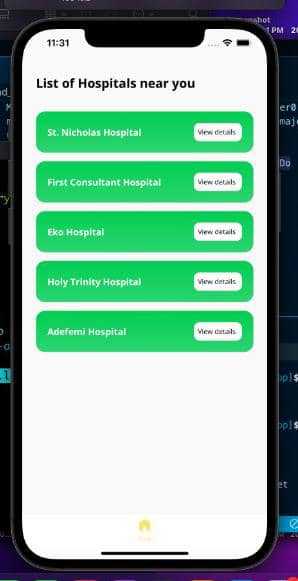 11:31
List of Hospitals near you
St. Nicholas Hospital
View details
First Consultant Hospital
View details
Eko Hospital
View details
Holy Trinity Hospital
View details
Adefemi Hospital
View details